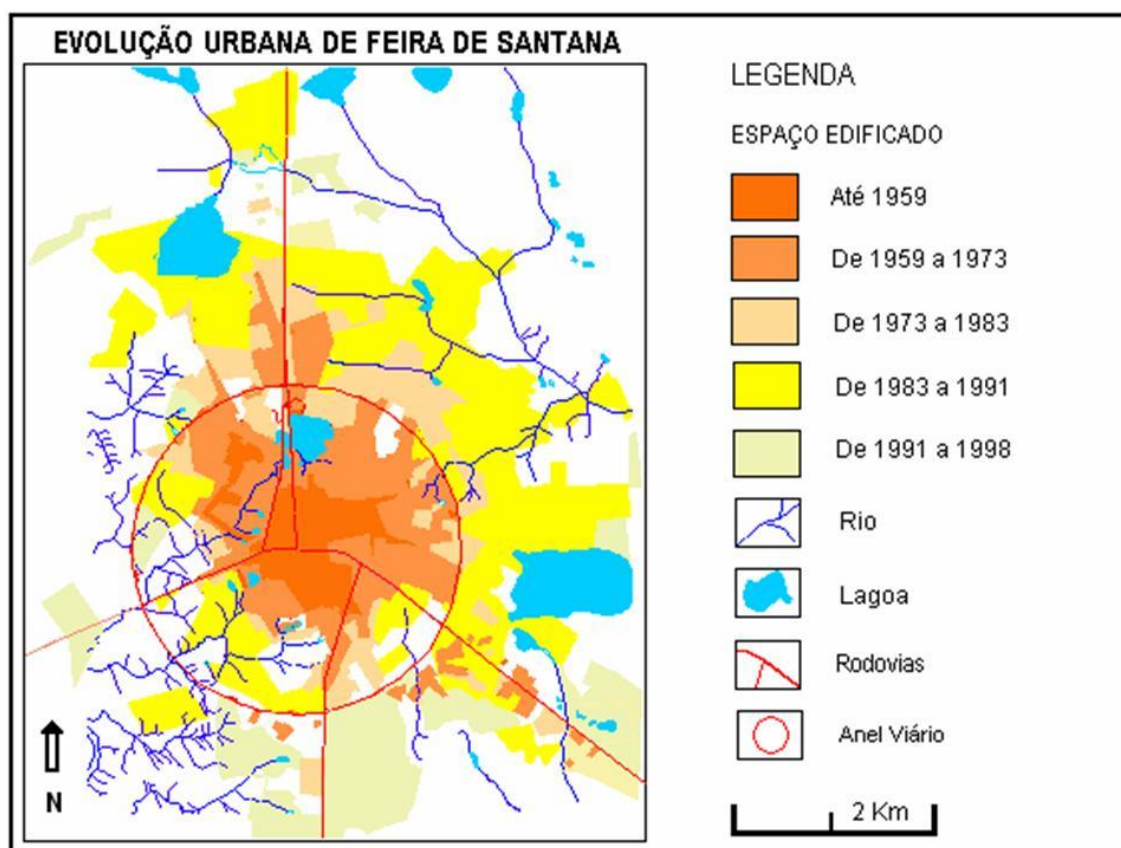 EVOLUÇÃO URBANA DE FEIRA DE SANTANA
N
LEGENDA
ESPAÇO EDIFICADO
Até 1959
De 1959 a 1973
De 1973 a 1983
De 1983 a 1991
De 1991 a 1998
Rio
Lagoa
Rodovias
Anel Viário
2 Km